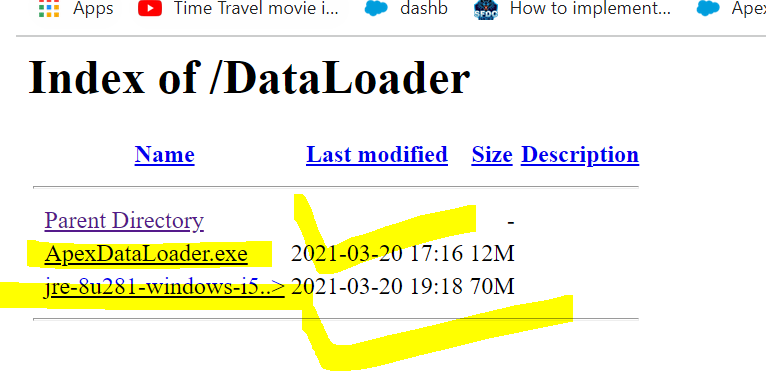 Apps Time Travel movie i... dashb How to implement... Apex
Index of /DataLoader
Name Last modified Size Description
Parent Directory -
ApexDataLoader.exe 2021-03-20 17:16 12M
jre-8u281-windows-i5..> 2021-03-20 19:18 70M